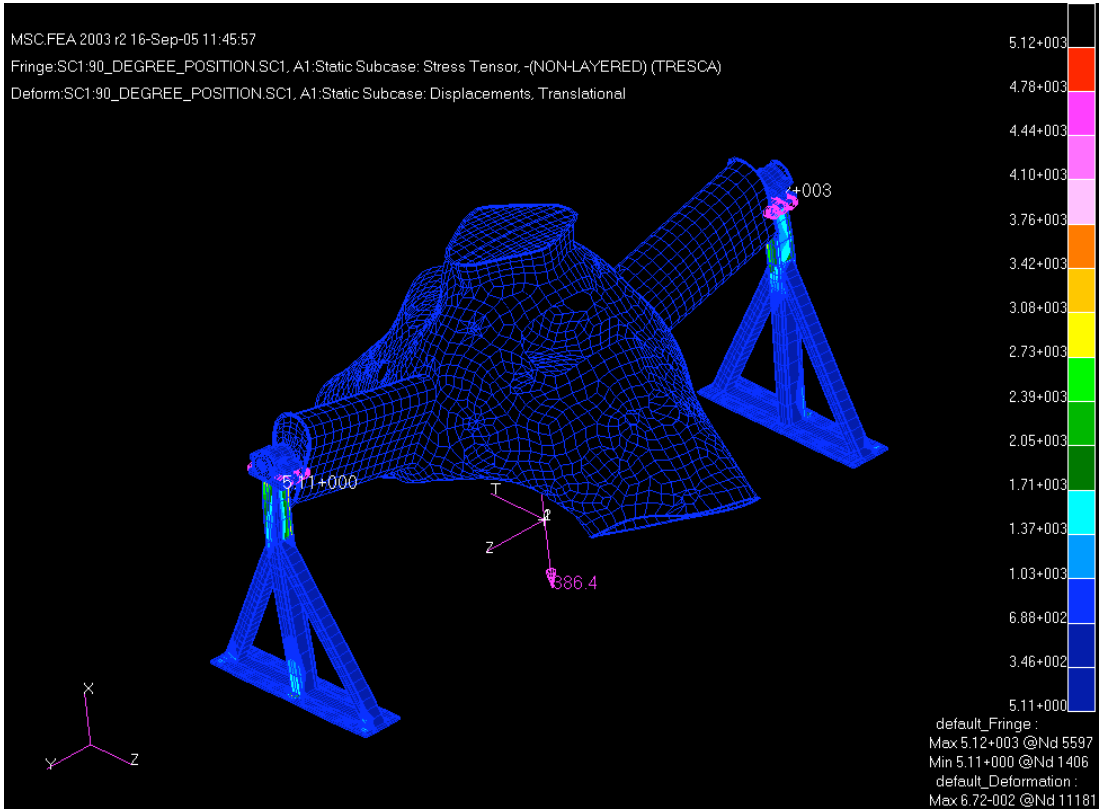 MSC.FEA 2003 r2 16-Sep-05 11:45:57
Fringe:SC1:90_DEGREE_POSITION.SC1, A1:Static Subcase: Stress Tensor, -(NON-LAYERED) (TRESCA)
Deform:SC1:90_DEGREE_POSITION.SC1, A1:Static Subcase: Displacements, Translational
5.12+003
4.78+003
4.44+003
4.10+003
3.76+003
3.42+003
3.08+003
2.73+003
2.39+003
2.05+003
1.71+003
1.37+003
1.03+003
6.88+002
3.46+002
5.11+000
+003
5.11+000
T
Z
386.4
X
Y
Z
default_Fringe :
Max 5.12+003 @Nd 5597
Min 5.11+000 @Nd 1406
default_Deformation :
Max 6.72-002 @Nd 11181